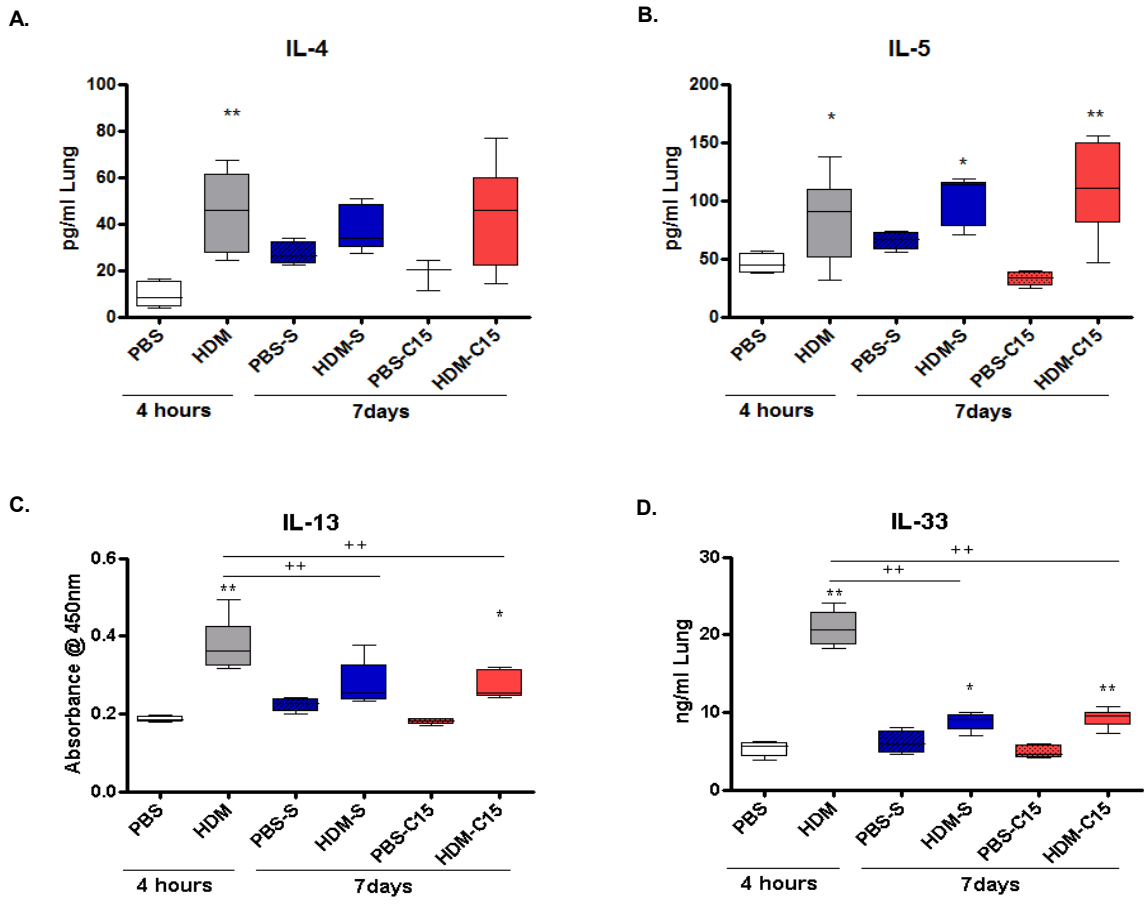 A.
IL-4
pg/ml Lung
100
80
60
40
20
0
**
PBS
HDM
PBS-S
HDM-S
PBS-C15
HDM-C15
4 hours
7days
B.
IL-5
pg/ml Lung
200
150
100
50
0
*
*
**
PBS
HDM
PBS-S
HDM-S
PBS-C15
HDM-C15
4 hours
7days
C.
IL-13
Absorbance @ 450nm
0.6
0.4
0.2
0.0
++
++
**
*
PBS
HDM
PBS-S
HDM-S
PBS-C15
HDM-C15
4 hours
7days
D.
IL-33
ng/ml Lung
30
20
10
0
++
++
**
*
**
PBS
HDM
PBS-S
HDM-S
PBS-C15
HDM-C15
4 hours
7days